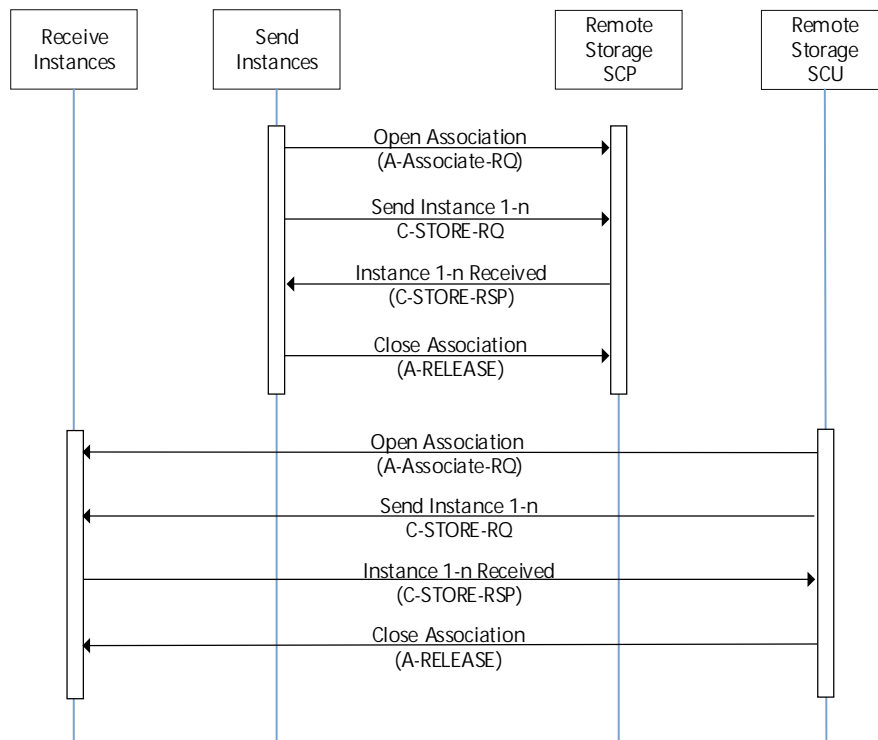 Receive
Instances
Send
Instances
Remote
Storage
SCP
Remote
Storage
SCU
Open Association
(A-Associate-RQ)
Send Instance 1-n
C-STORE-RQ
Instance 1-n Received
(C-STORE-RSP)
Close Association
(A-RELEASE)
Open Association
(A-Associate-RQ)
Send Instance 1-n
C-STORE-RQ
Instance 1-n Received
(C-STORE-RSP)
Close Association
(A-RELEASE)